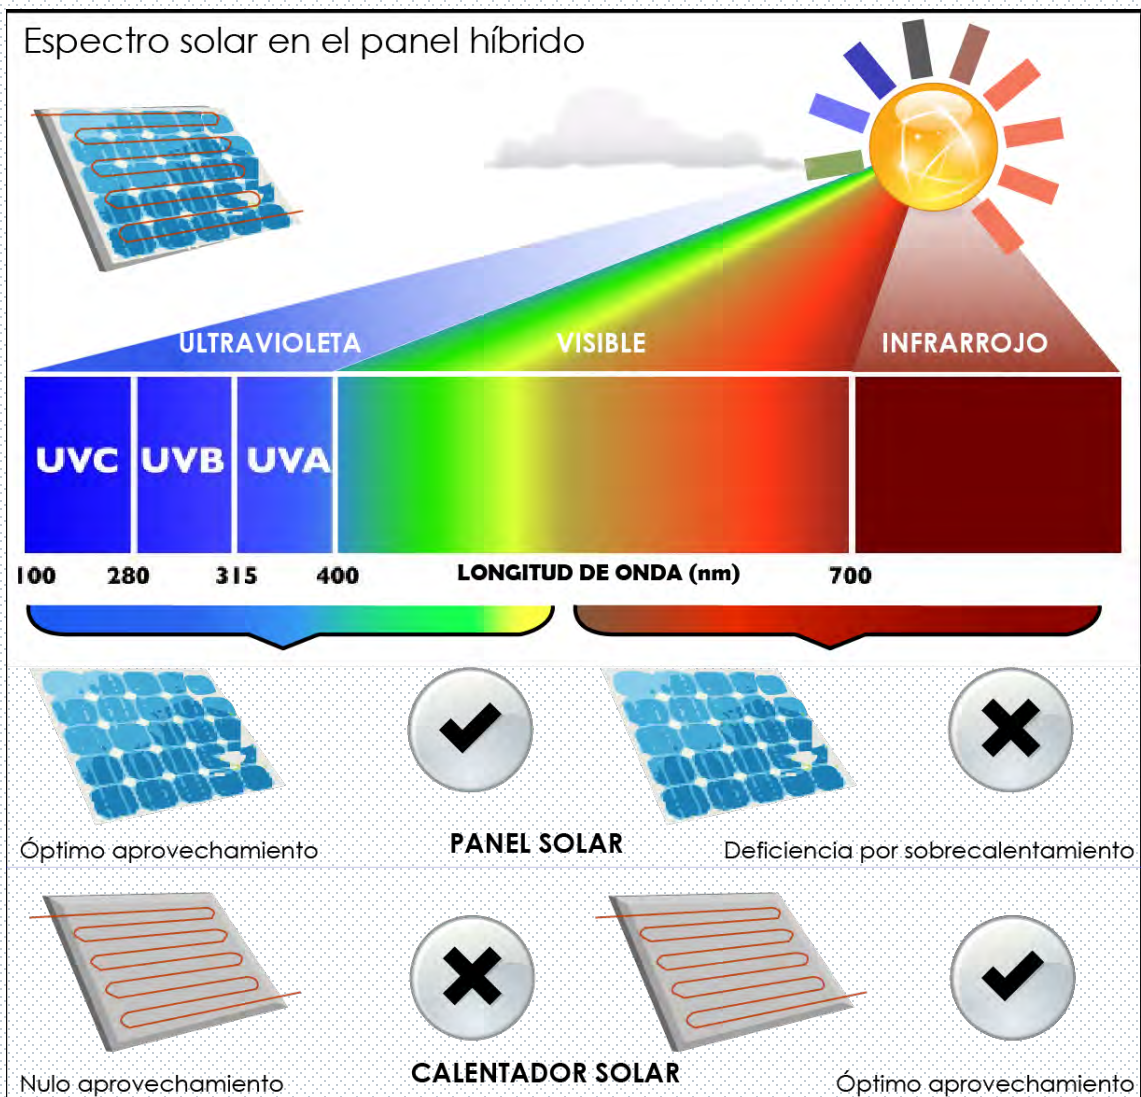 Espectro solar en el panel híbrido
ULTRAVIOLETA VISIBLE INFRARROJO
UVC UVB UVA
100 280 315 400 LONGITUD DE ONDA (nm) 700
PANEL SOLAR
Óptimo aprovechamiento Deficiencia por sobrecalentamiento
CALENTADOR SOLAR
Nulo aprovechamiento Óptimo aprovechamiento